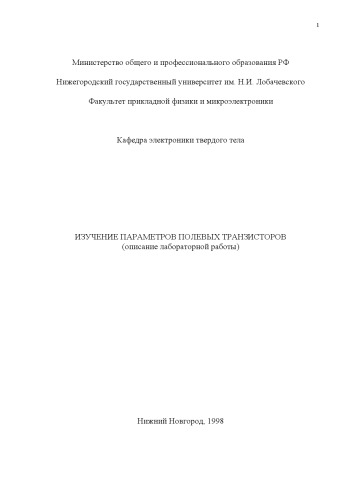 1
Министерство общего и профессионального образования РФ
Нижегородский государственный университет им. Н.И. Лобачевского
Факультет прикладной физики и микроэлектроники
Кафедра электроники твердого тела
ИЗУЧЕНИЕ ПАРАМЕТРОВ ПОЛЕВЫХ ТРАНЗИСТОРОВ
(описание лабораторной работы)
Нижний Новгород, 1998